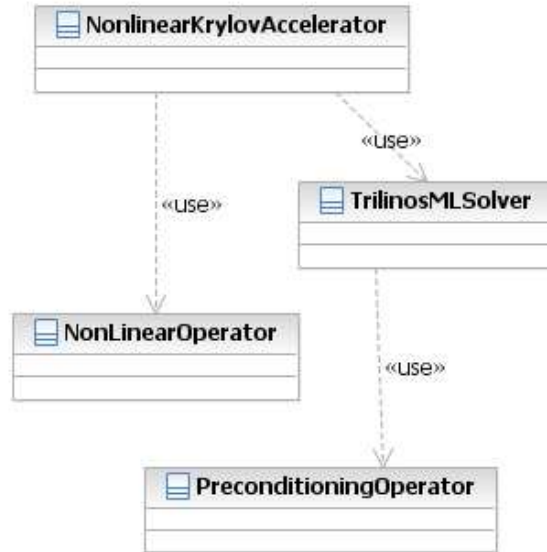 NonlinearKrylovAccelerator
«use»
TrilinosMLSolver
«use»
NonLinearOperator
«use»
PreconditioningOperator